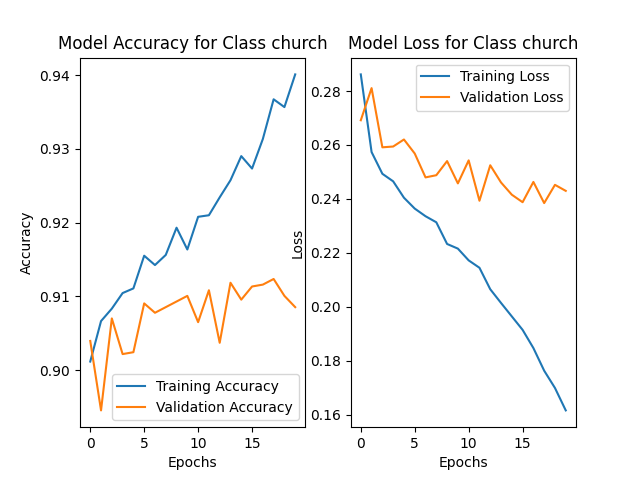 Model Accuracy for Class church
0.94
0.93
0.92
0.91
0.90
Accuracy
Training Accuracy
Validation Accuracy
0
5
10
15
Epochs
Model Loss for Class church
Training Loss
Validation Loss
0.28
0.26
0.24
0.22
0.20
0.18
0.16
Loss
0
5
10
15
Epochs